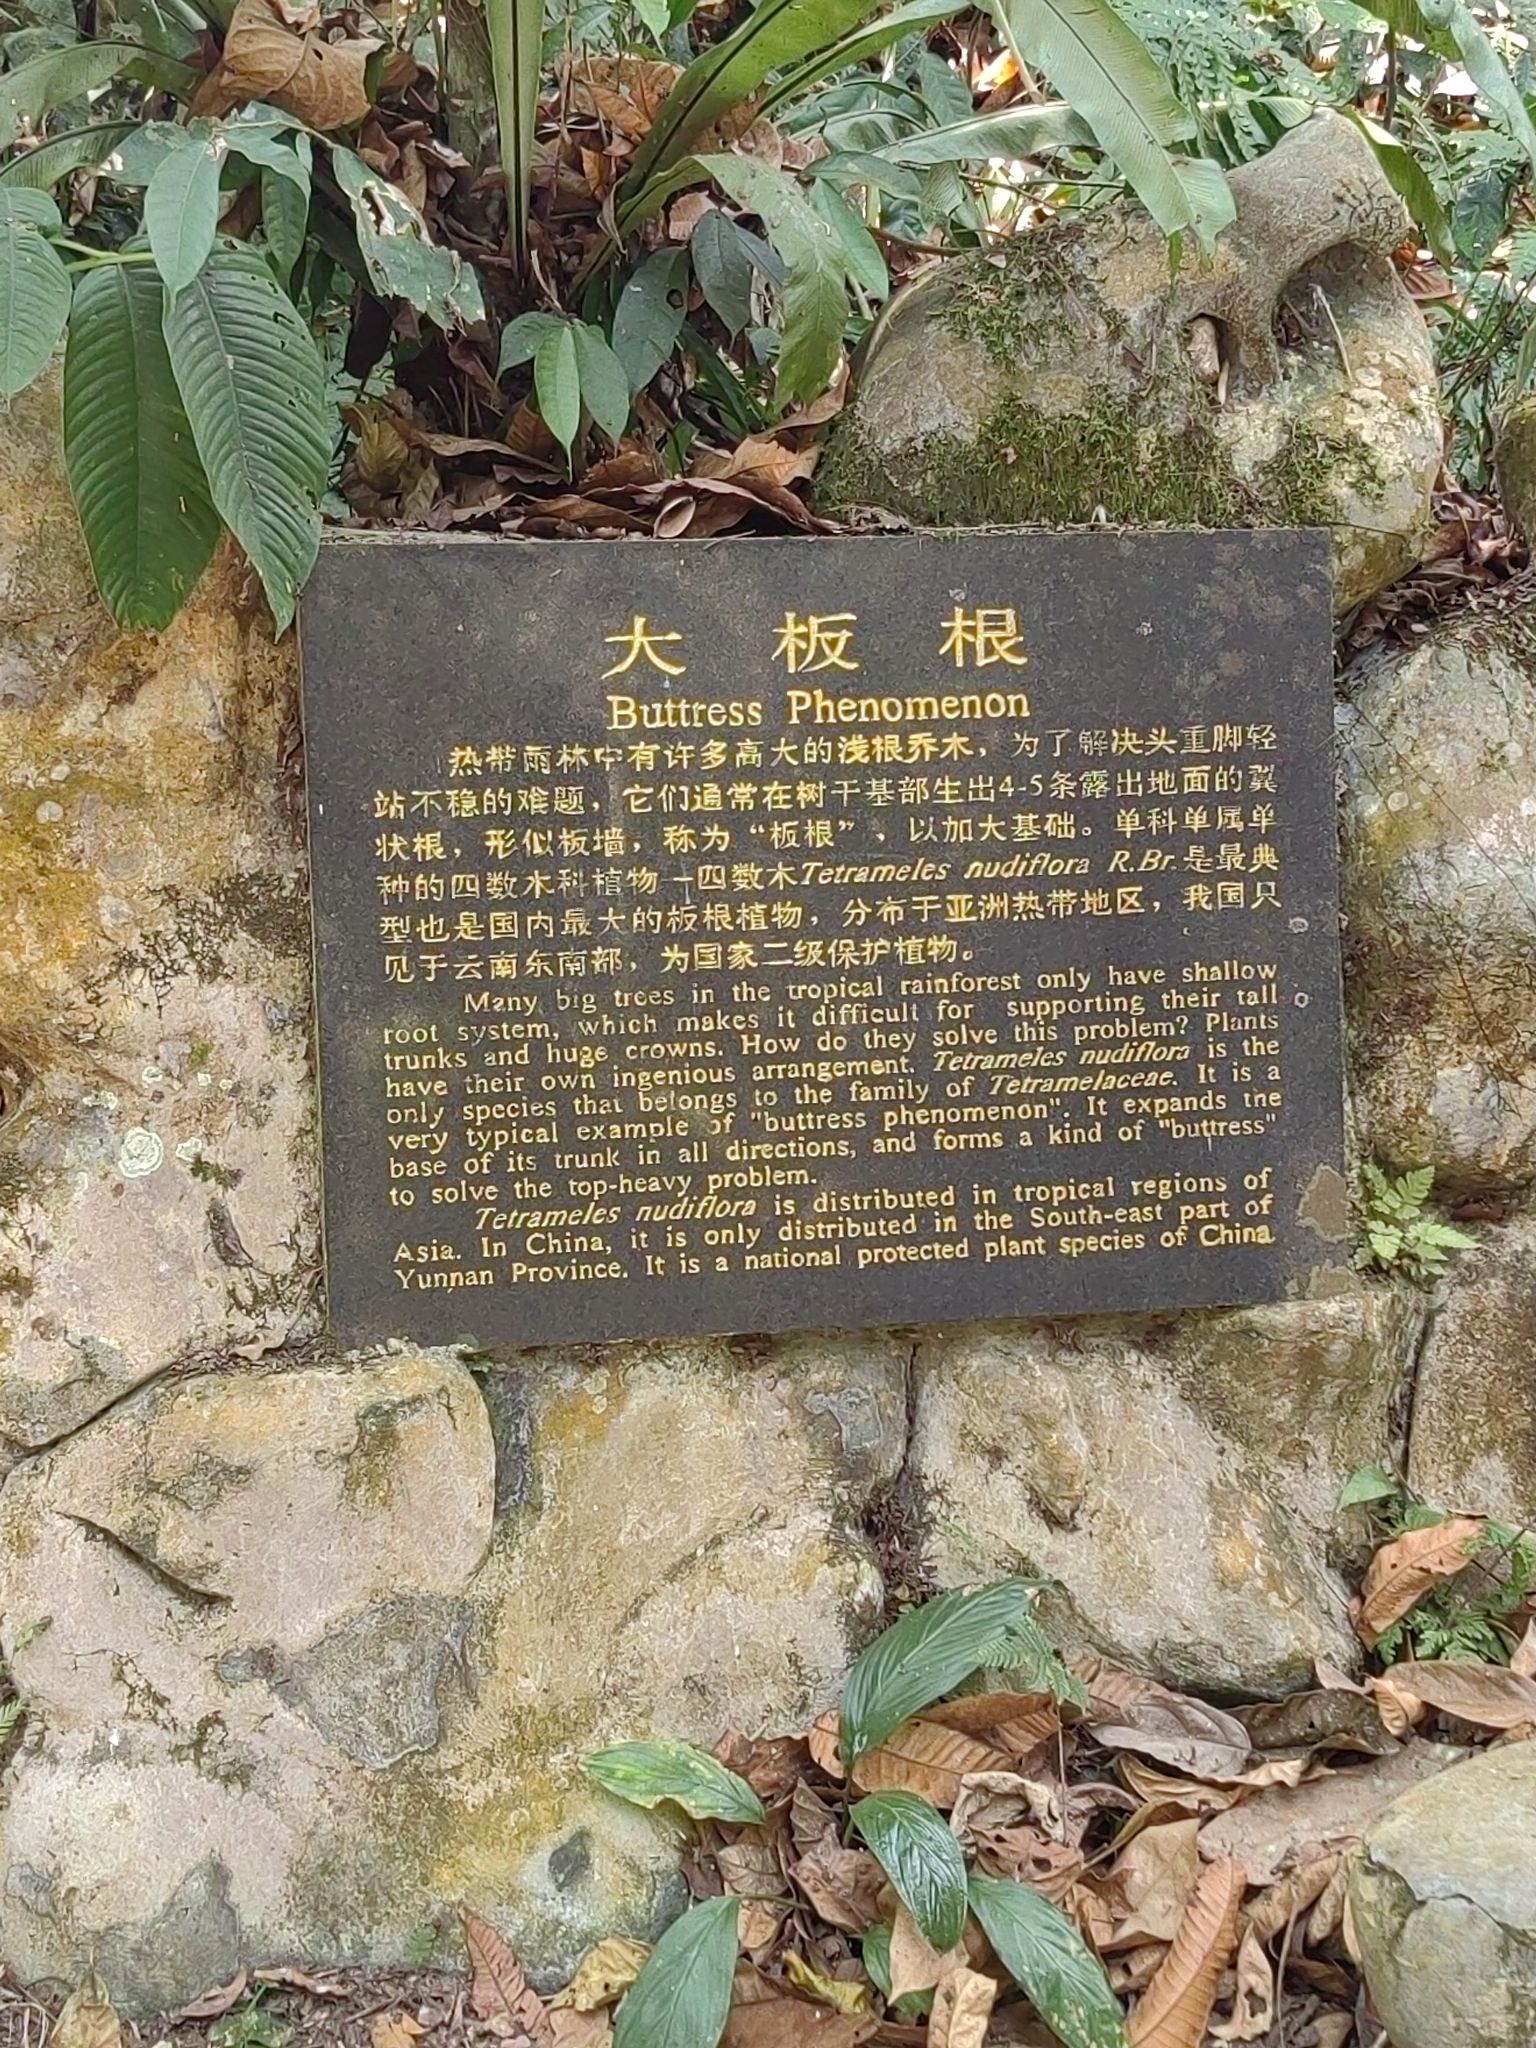 大板根
Buttress Phenomenon
热带雨林中有许多高大的浅根乔木，为了解决头重脚轻
站不稳的难题，它们通常在树干基部生出4-5条露出地面的翼
状根，形似板墙，称为“板根”、以加大基础。单科单属单
种的四数木科植物—四数木Tetrameles nudiflora R.Br.是最典
型也是国内最大的板根植物，分布于亚洲热带地区，我国只
见于云南东南部，为国家二级保护植物。
Many big trees in the tropical rainforest only have shallow
root system, which makes it difficult for supporting their tall
trunks and huge crowns. How do they solve this problem? Plants
have their own ingenious arrangement. Tetrameles nudiflora is the
only species that belongs to the family of Tetramelaceae. It is a
very typical example of "buttress phenomenon". It expands the
base of its trunk in all directions, and forms a kind of "buttress"
to solve the top-heavy problem.
Tetrameles nudiflora is distributed in tropical regions of
Asia. In China, it is only distributed in the South-east part of
Yunnan Province. It is a national protected plant species of China.